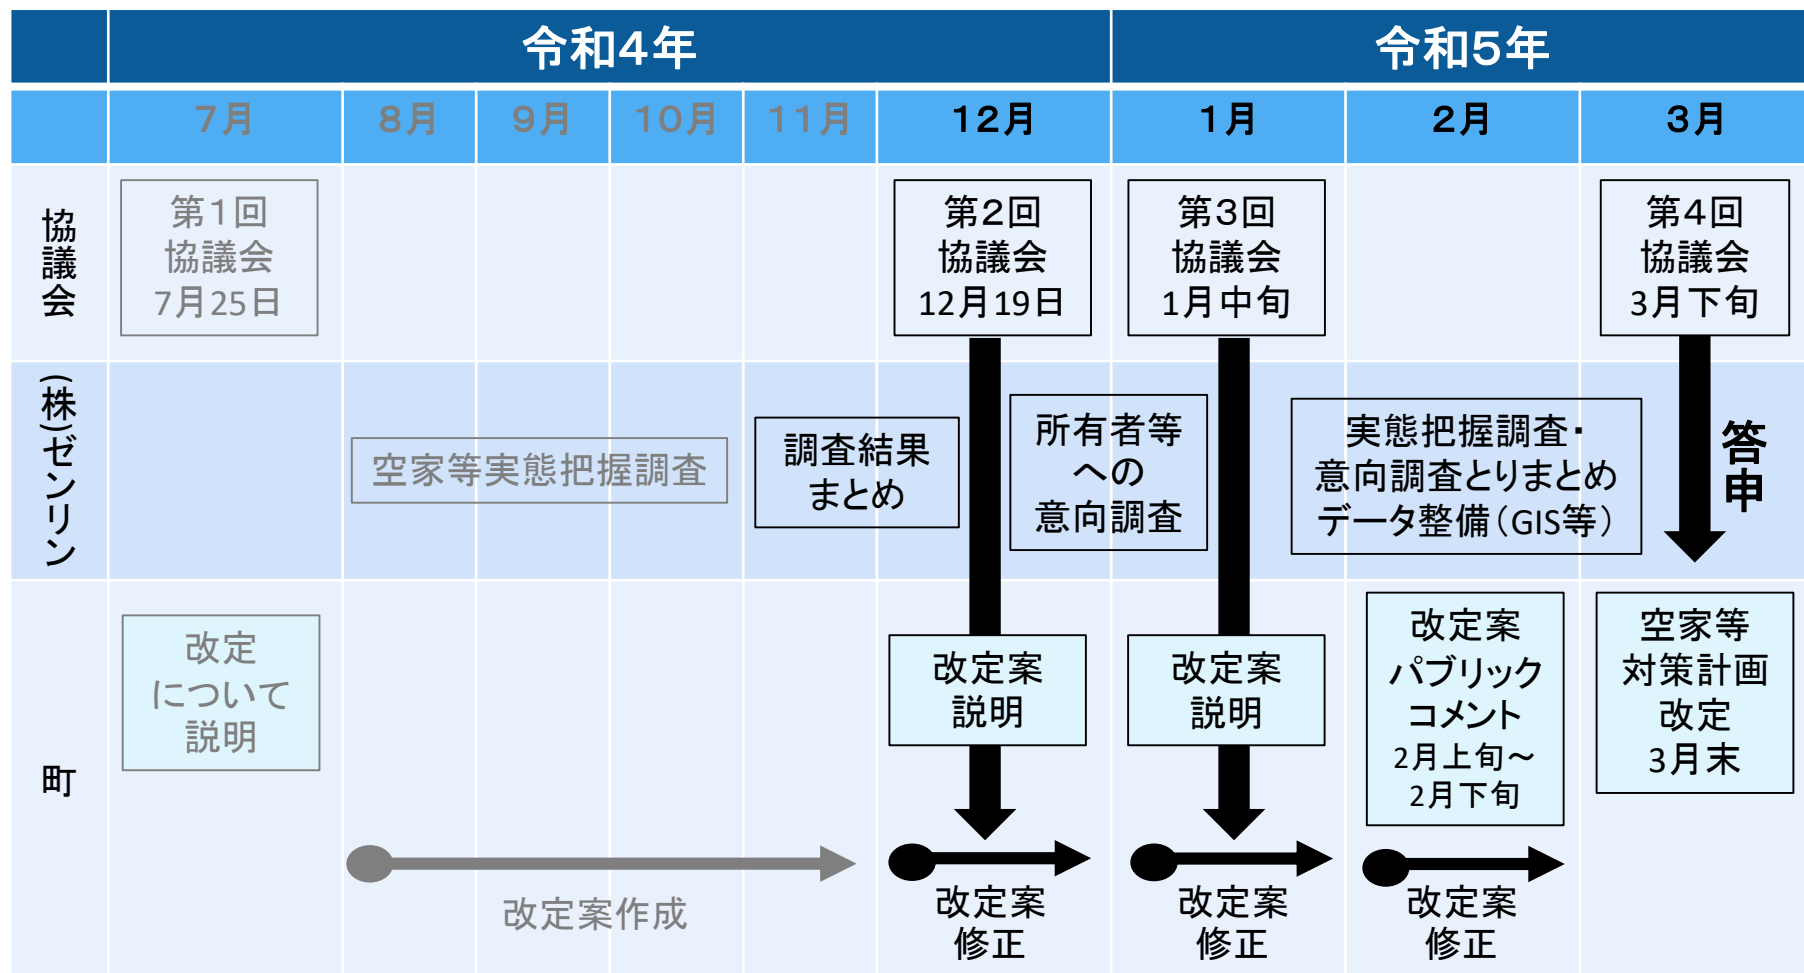 令和4年
令和5年
7月
8月
9月
10月
11月
12月
1月
2月
3月
協議会
第1回
協議会
7月25日
第2回
協議会
12月19日
第3回
協議会
1月中旬
第4回
協議会
3月下旬
(株)ゼンリン
空家等実態把握調査
調査結果
まとめ
所有者等
への
意向調査
実態把握調査・
意向調査とりまとめ
データ整備(GIS等)
答申
町
改定
について
説明
改定案
説明
改定案
説明
改定案
パブリック
コメント
2月上旬~
2月下旬
空家等
対策計画
改定
3月末
改定案作成
改定案
修正
改定案
修正
改定案
修正